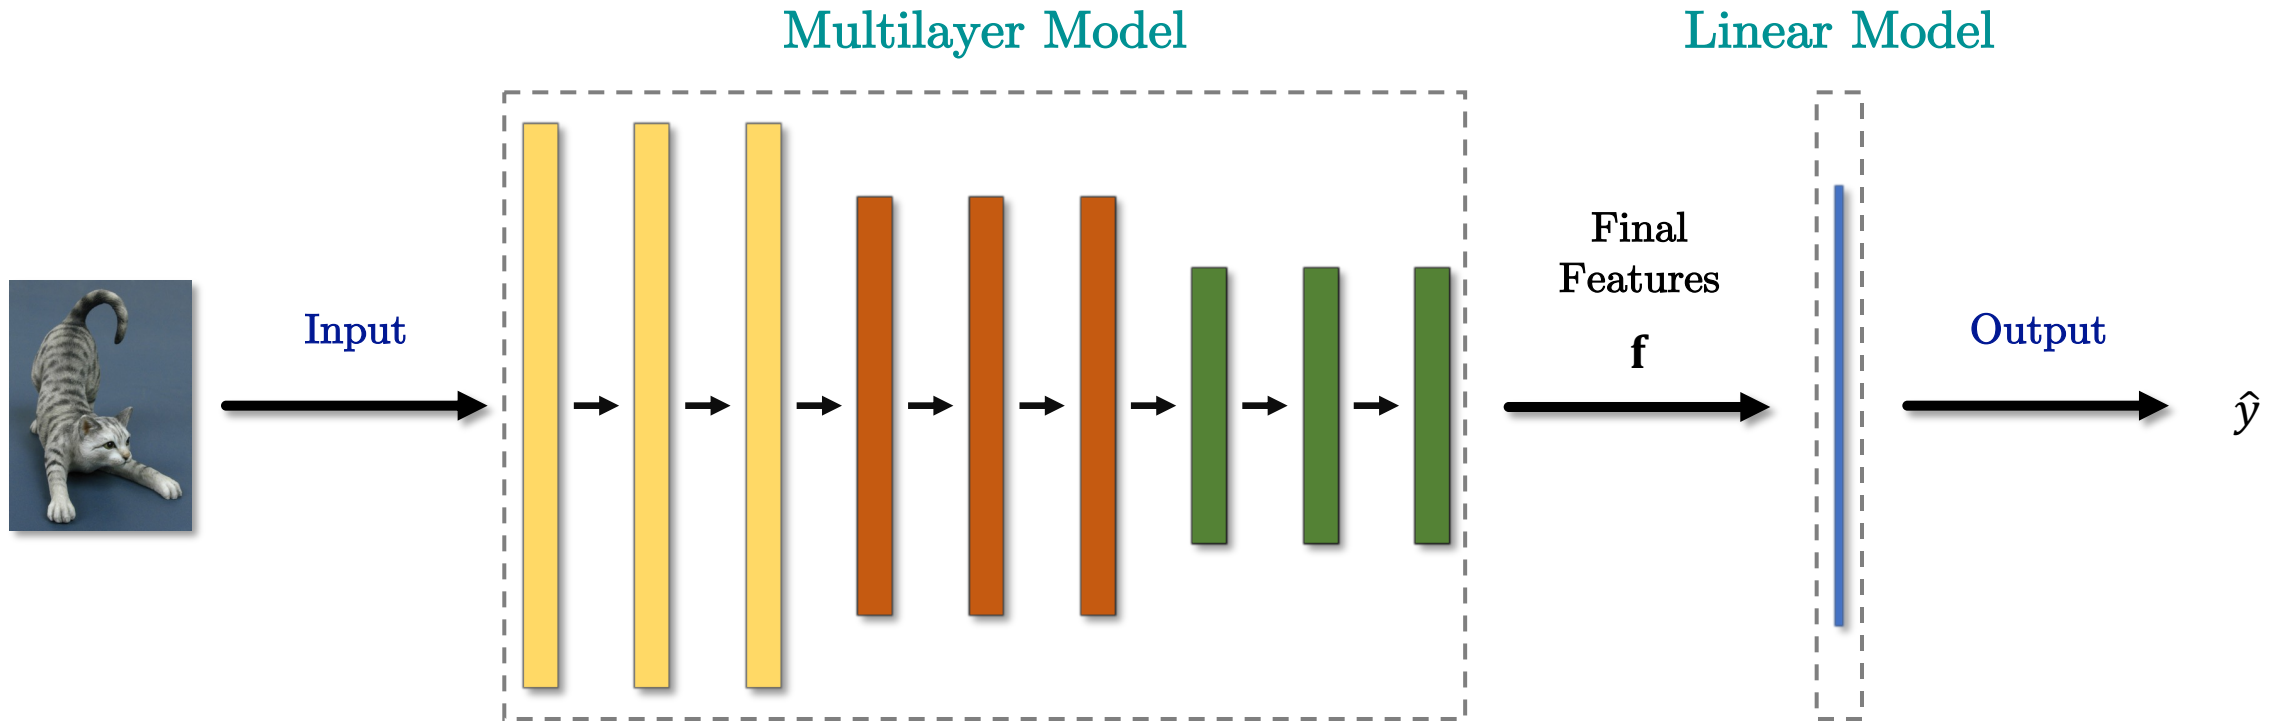 Multilayer Model
Linear Model
Input
Final
Features
f
Output
ŷ